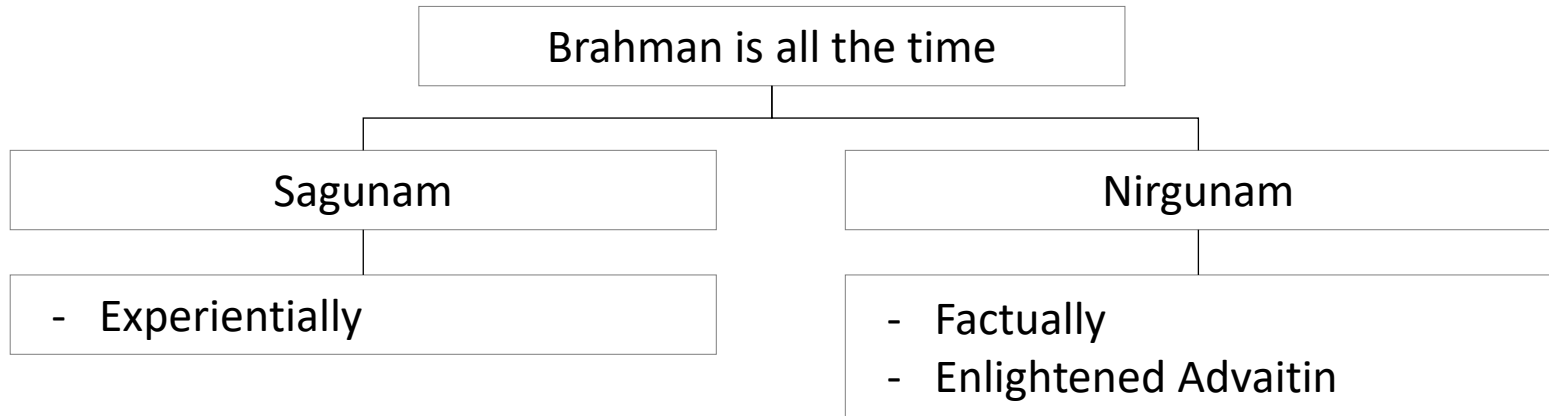 Brahman is all the time
Sagunam
Nirgunam
- Experientially
- Factually
- Enlightened Advaitin